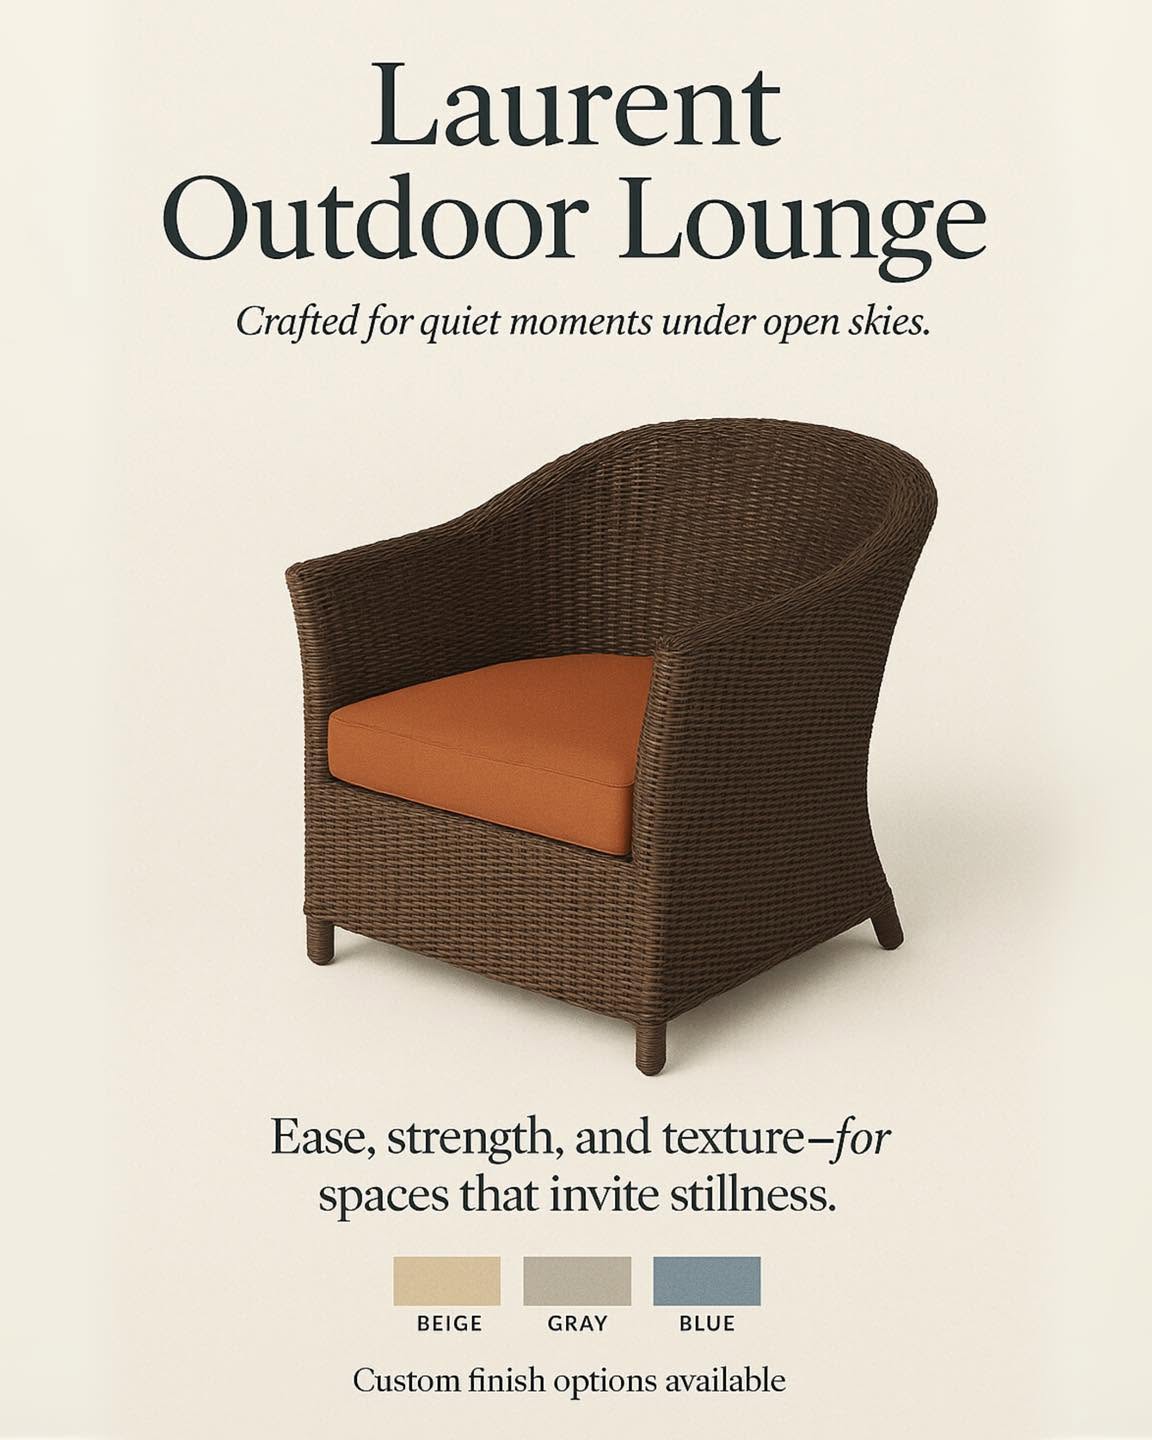 Laurent
Outdoor Lounge
Crafted for quiet moments under open skies.
Ease, strength, and texture–for
spaces that invite stillness.
BEIGE GRAY BLUE
Custom finish options available